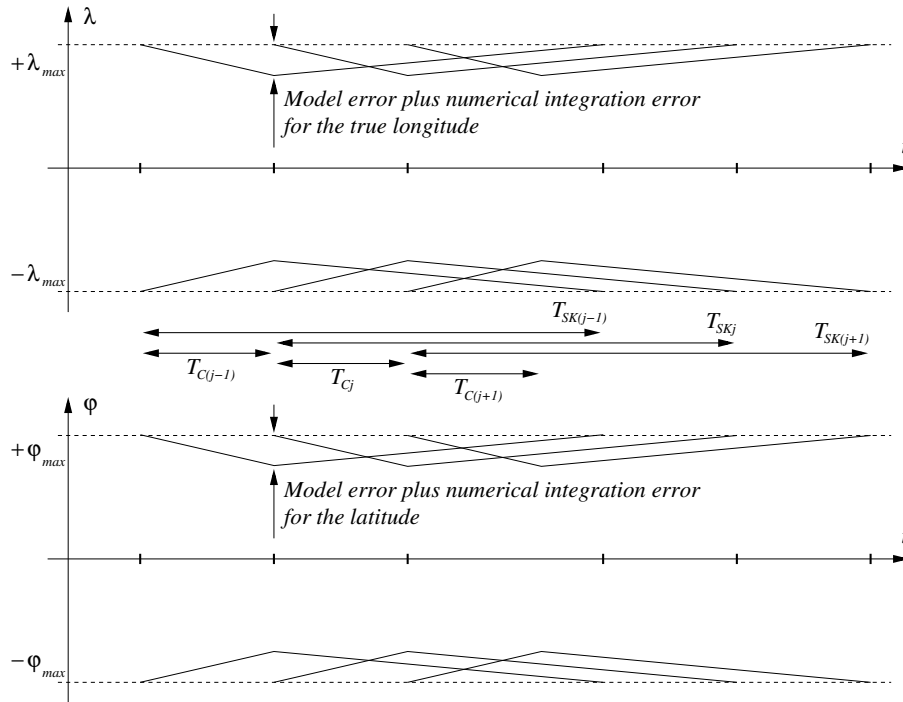 λ
+λmax
Model error plus numerical integration error
for the true longitude
−λmax
TSK(j−1)
TSKj
TSK(j+1)
TC(j−1)
TCj
TC(j+1)
φ
+φmax
Model error plus numerical integration error
for the latitude
−φmax